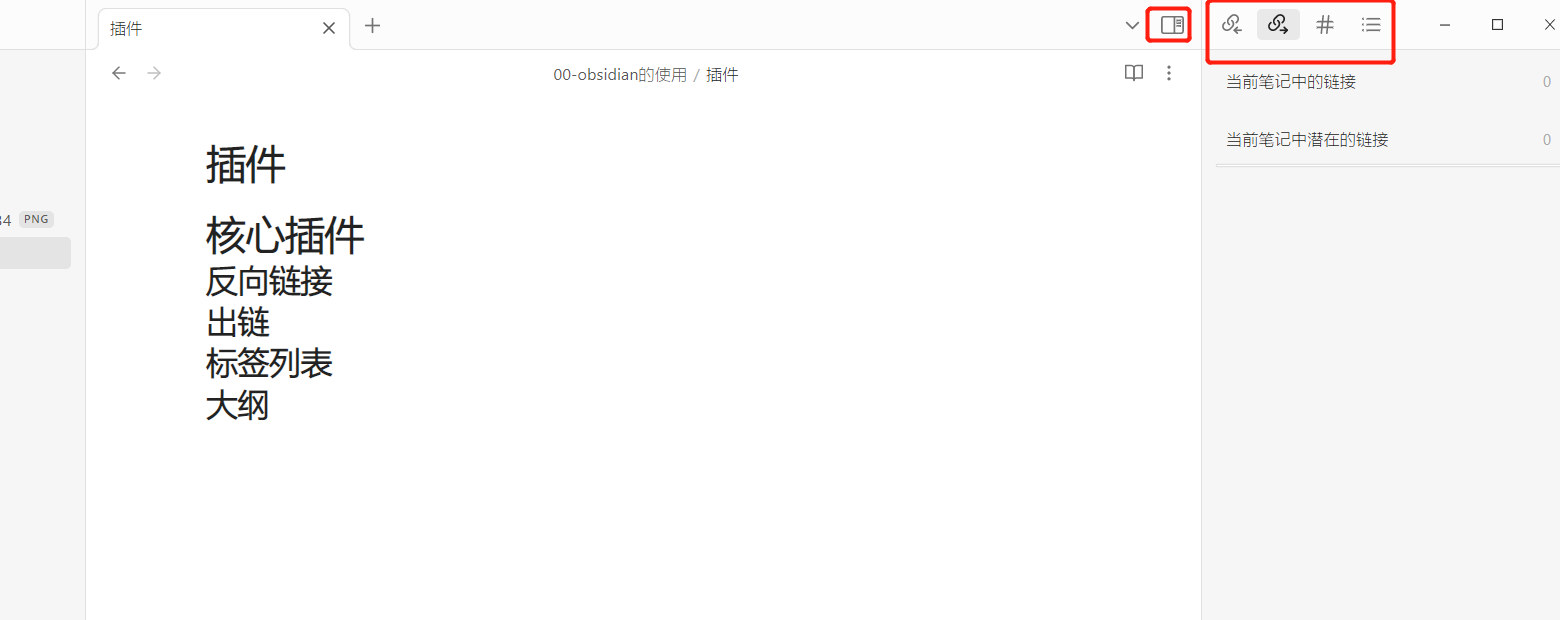 插件
00-obsidian的使用 / 插件
当前笔记中的链接 0
当前笔记中潜在的链接 0
34 PNG
插件
核心插件
反向链接
出链
标签列表
大纲